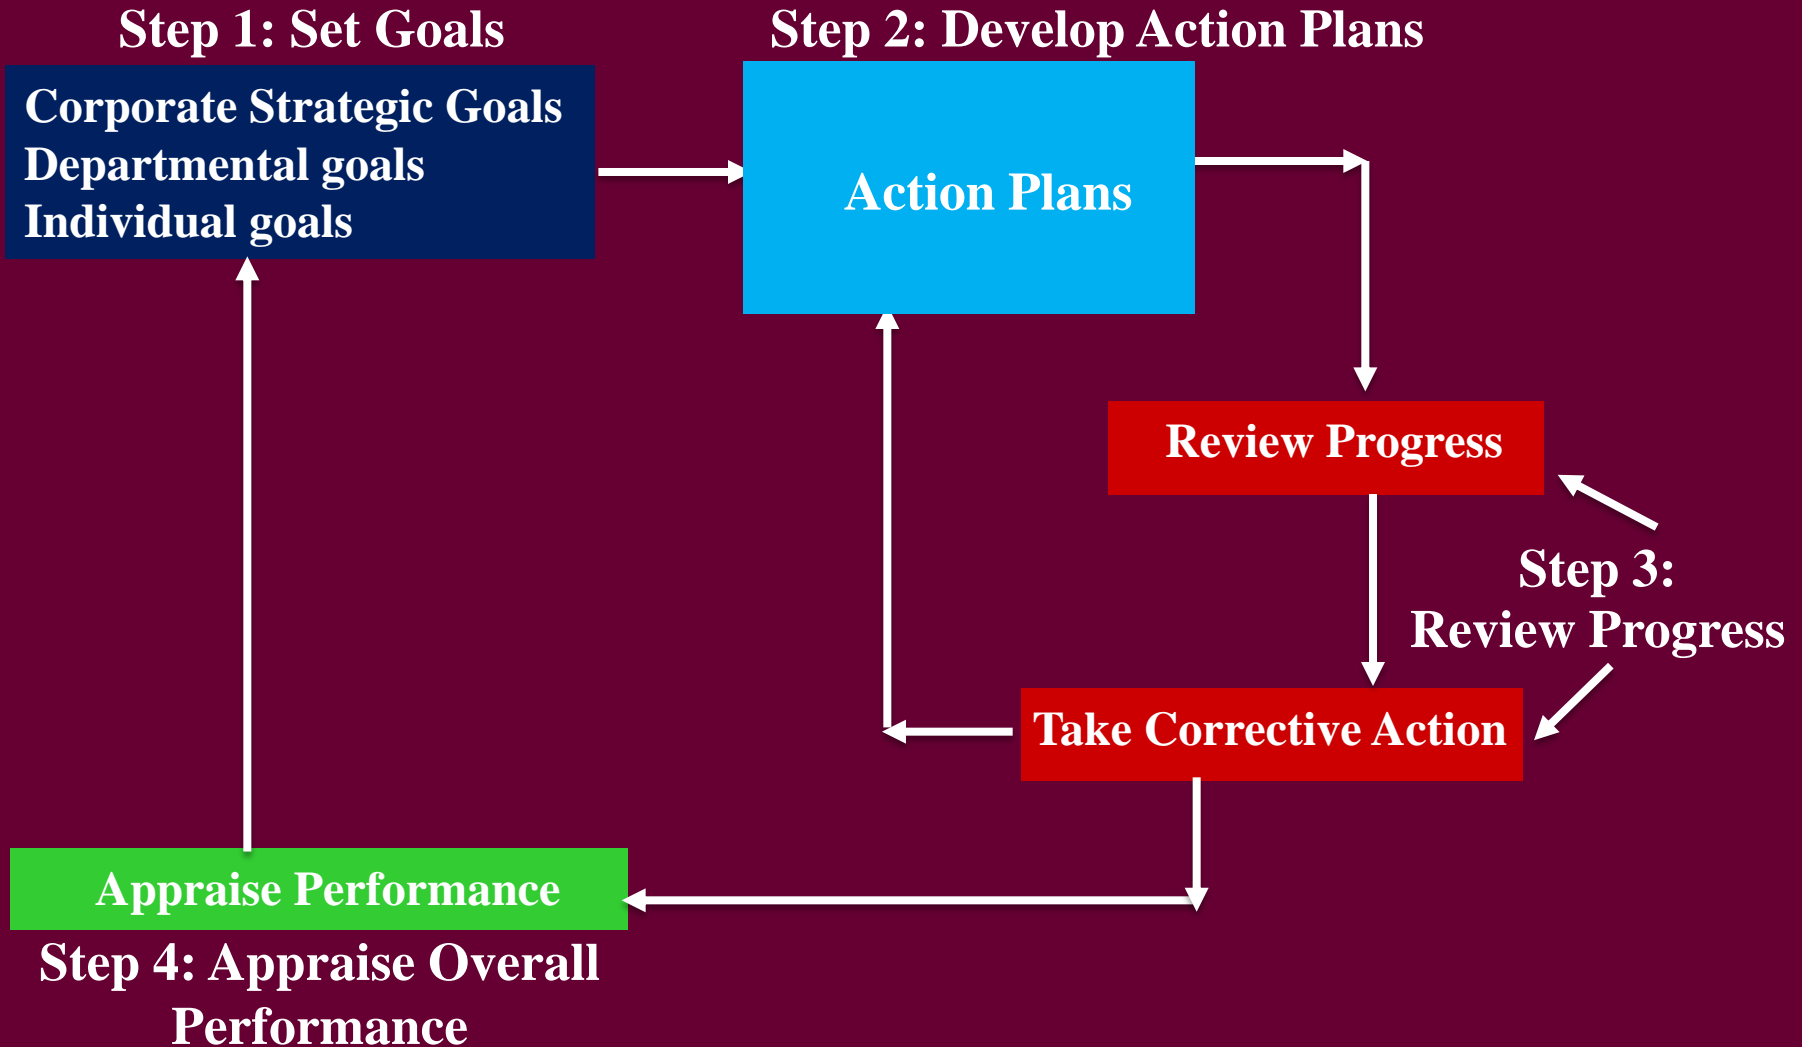 Step 1: Set Goals
Step 2: Develop Action Plans
Corporate Strategic Goals
Departmental goals
Individual goals
Action Plans
Review Progress
Step 3:
Review Progress
Take Corrective Action
Appraise Performance
Step 4: Appraise Overall
Performance